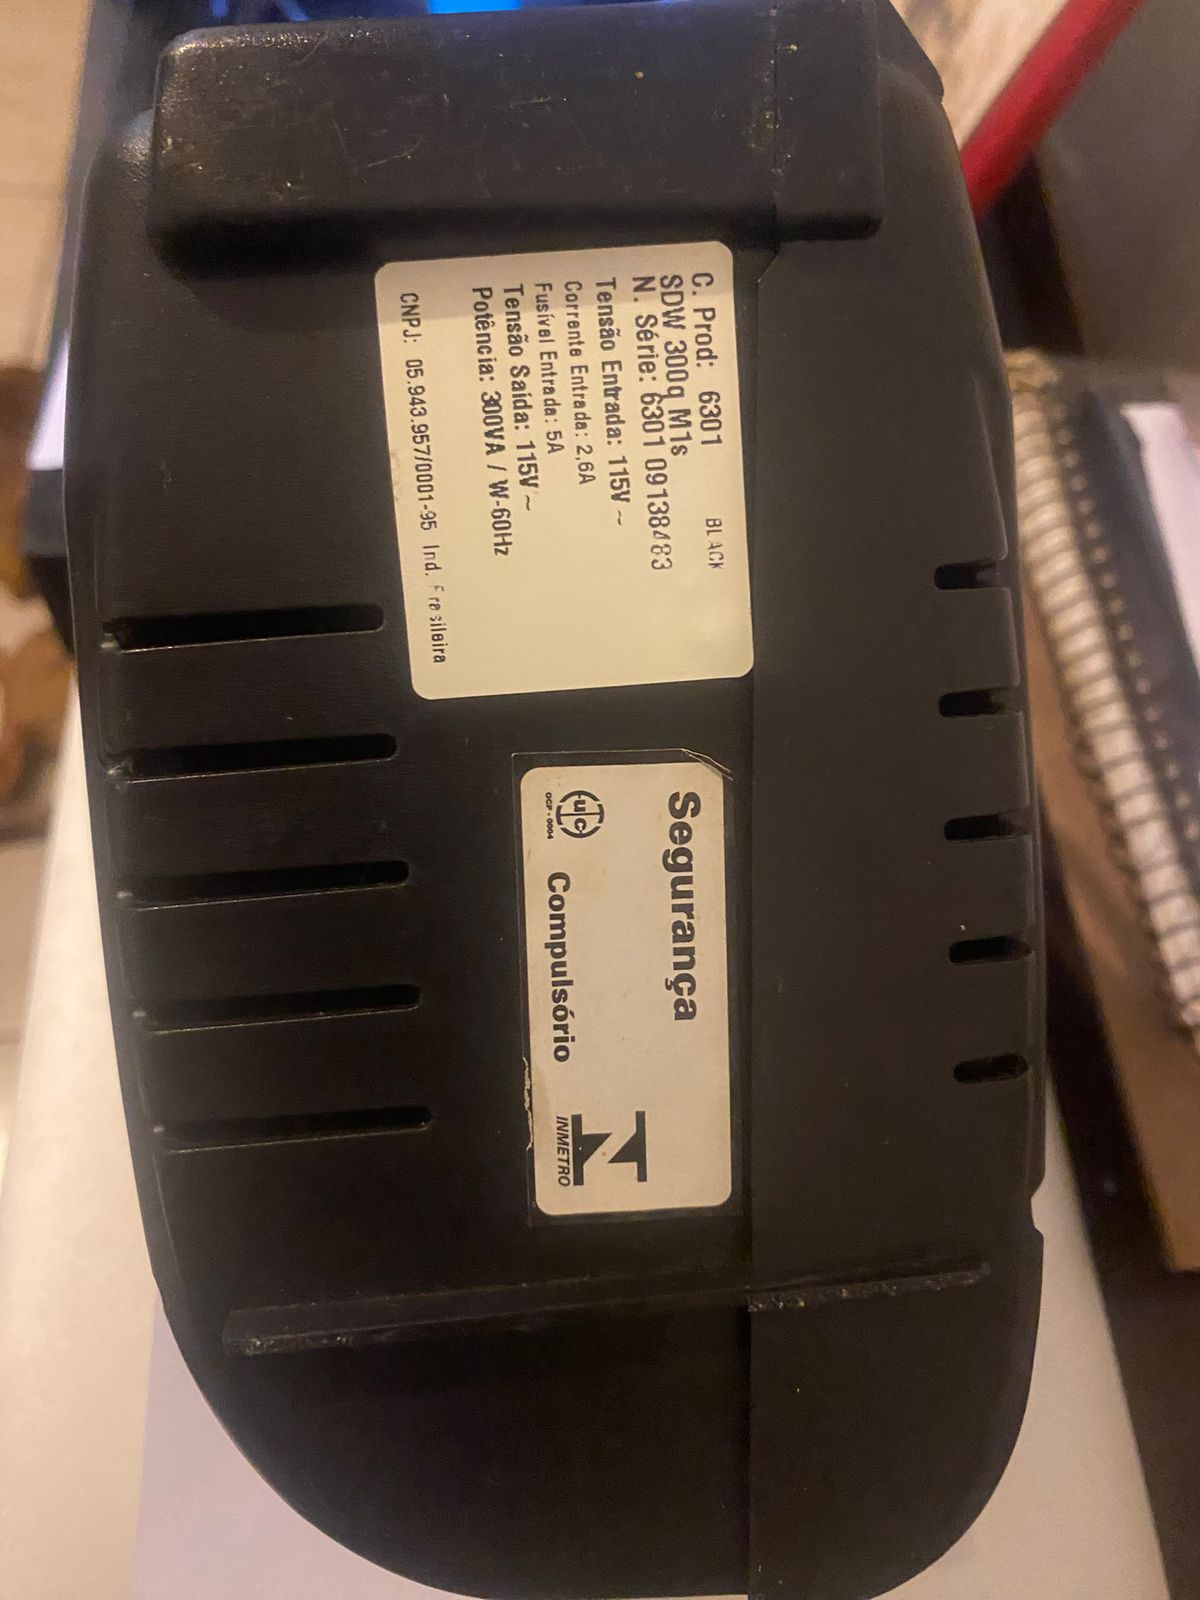 C. Prod: 6301 BLACK
SDW 300q M1s
N. Série: 6301 09138483
Tensão Entrada: 115V ~
Corrente Entrada: 2,6A
Fusível Entrada: 5A
Tensão Saída: 115V ~
Potência: 300VA / W-60Hz
CNPJ: 05.943.957/0001-95 Ind. Brasileira
Segurança
UC
OCP - 0004
Compulsório
INMETRO